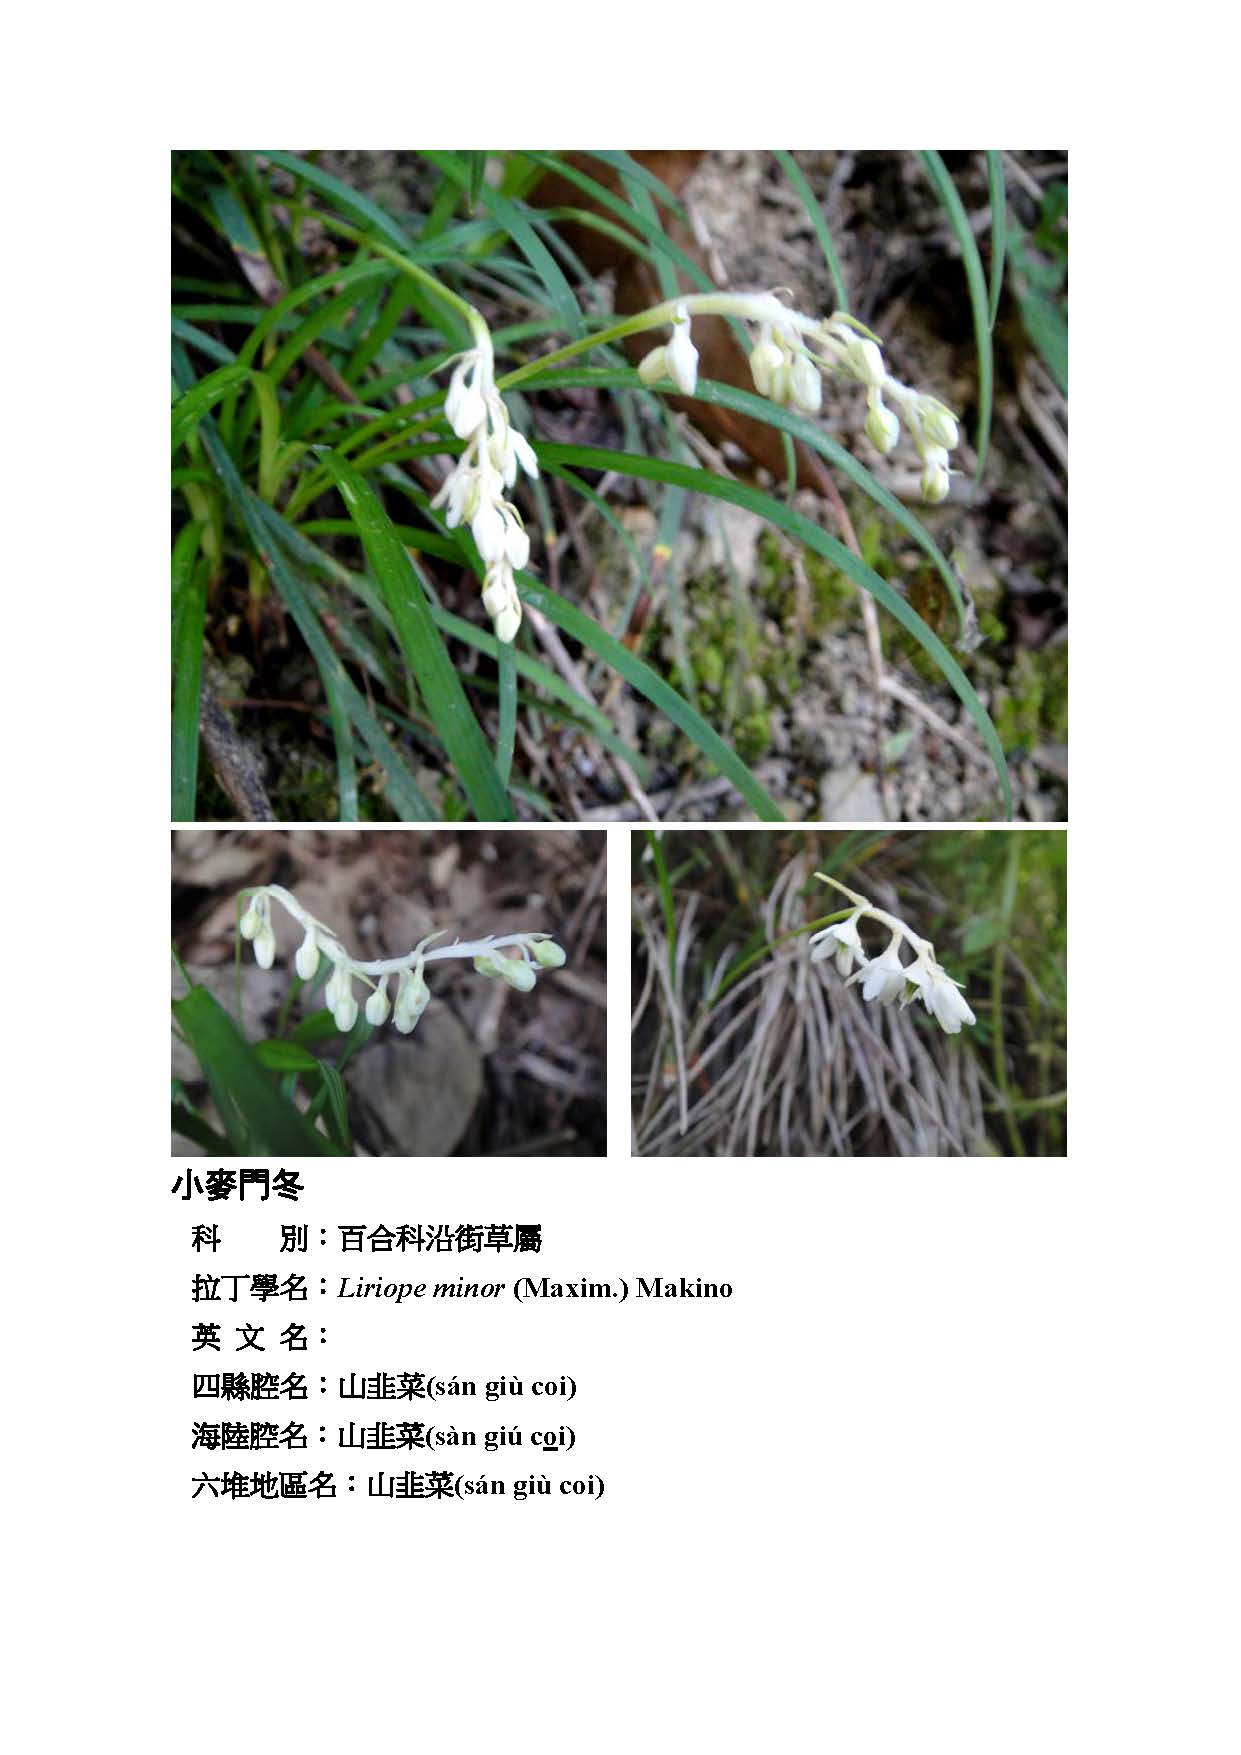 小麥門冬
科　　別：百合科沿街草屬
拉丁學名：Liriope minor (Maxim.) Makino
英 文 名：
四縣腔名：山韭菜(sán giù coi)
海陸腔名：山韭菜(sàn giú coi)
六堆地區名：山韭菜(sán giù coi)